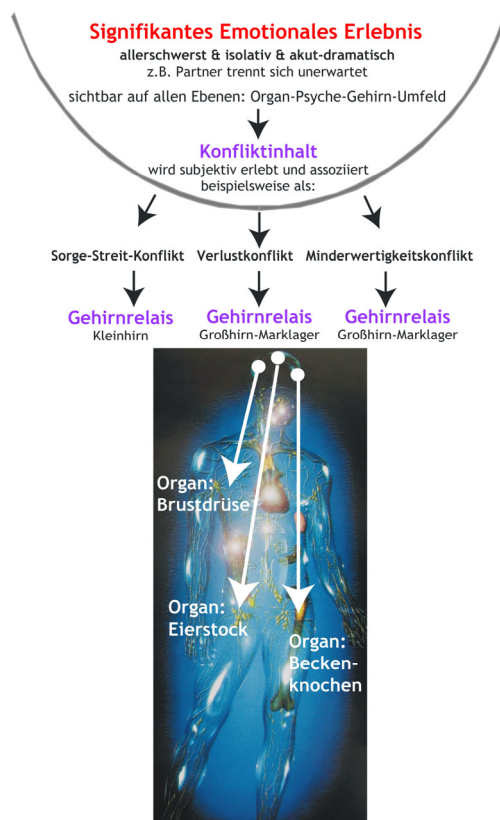 Signifikantes Emotionales Erlebnis
allerschwerst & isolativ & akut-dramatisch
z.B. Partner trennt sich unerwartet
sichtbar auf allen Ebenen: Organ-Psyche-Gehirn-Umfeld
Konfliktinhalt
wird subjektiv erlebt und assoziiert
beispielsweise als:
Sorge-Streit-Konflikt Verlustkonflikt Minderwertigkeitskonflikt
Gehirnrelais Gehirnrelais Gehirnrelais
Kleinhirn Großhirn-Marklager Großhirn-Marklager
Organ:
Brustdrüse
Organ:
Eierstock
Organ:
Becken-
knochen